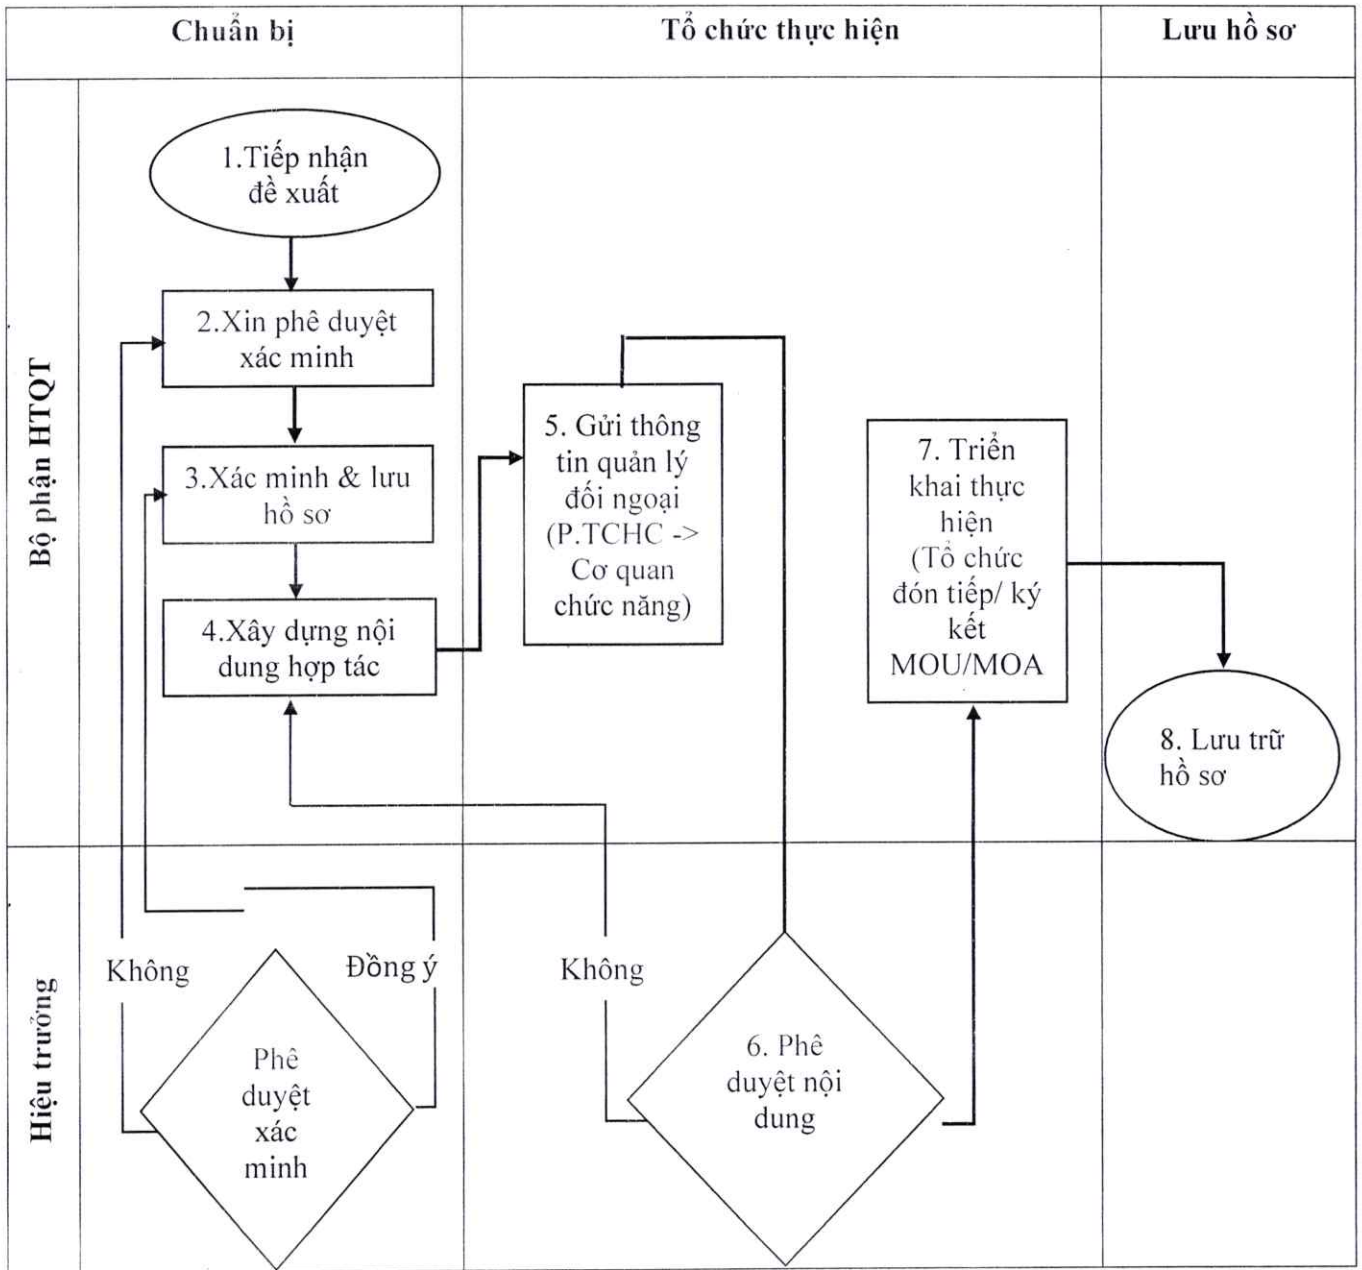 Chuẩn bị
Tổ chức thực hiện
Lưu hồ sơ
Bộ phận HTQT
1.Tiếp nhận
đề xuất
2.Xin phê duyệt
xác minh
3.Xác minh & lưu
hồ sơ
4.Xây dựng nội
dung hợp tác
5. Gửi thông
tin quản lý
đối ngoại
(P.TCHC ->
Cơ quan
chức năng)
7. Triển
khai thực
hiện
(Tổ chức
đón tiếp/ ký
kết
MOU/MOA
8. Lưu trữ
hồ sơ
Hiệu trưởng
Không
Đồng ý
Phê
duyệt
xác
minh
Không
6. Phê
duyệt nội
dung